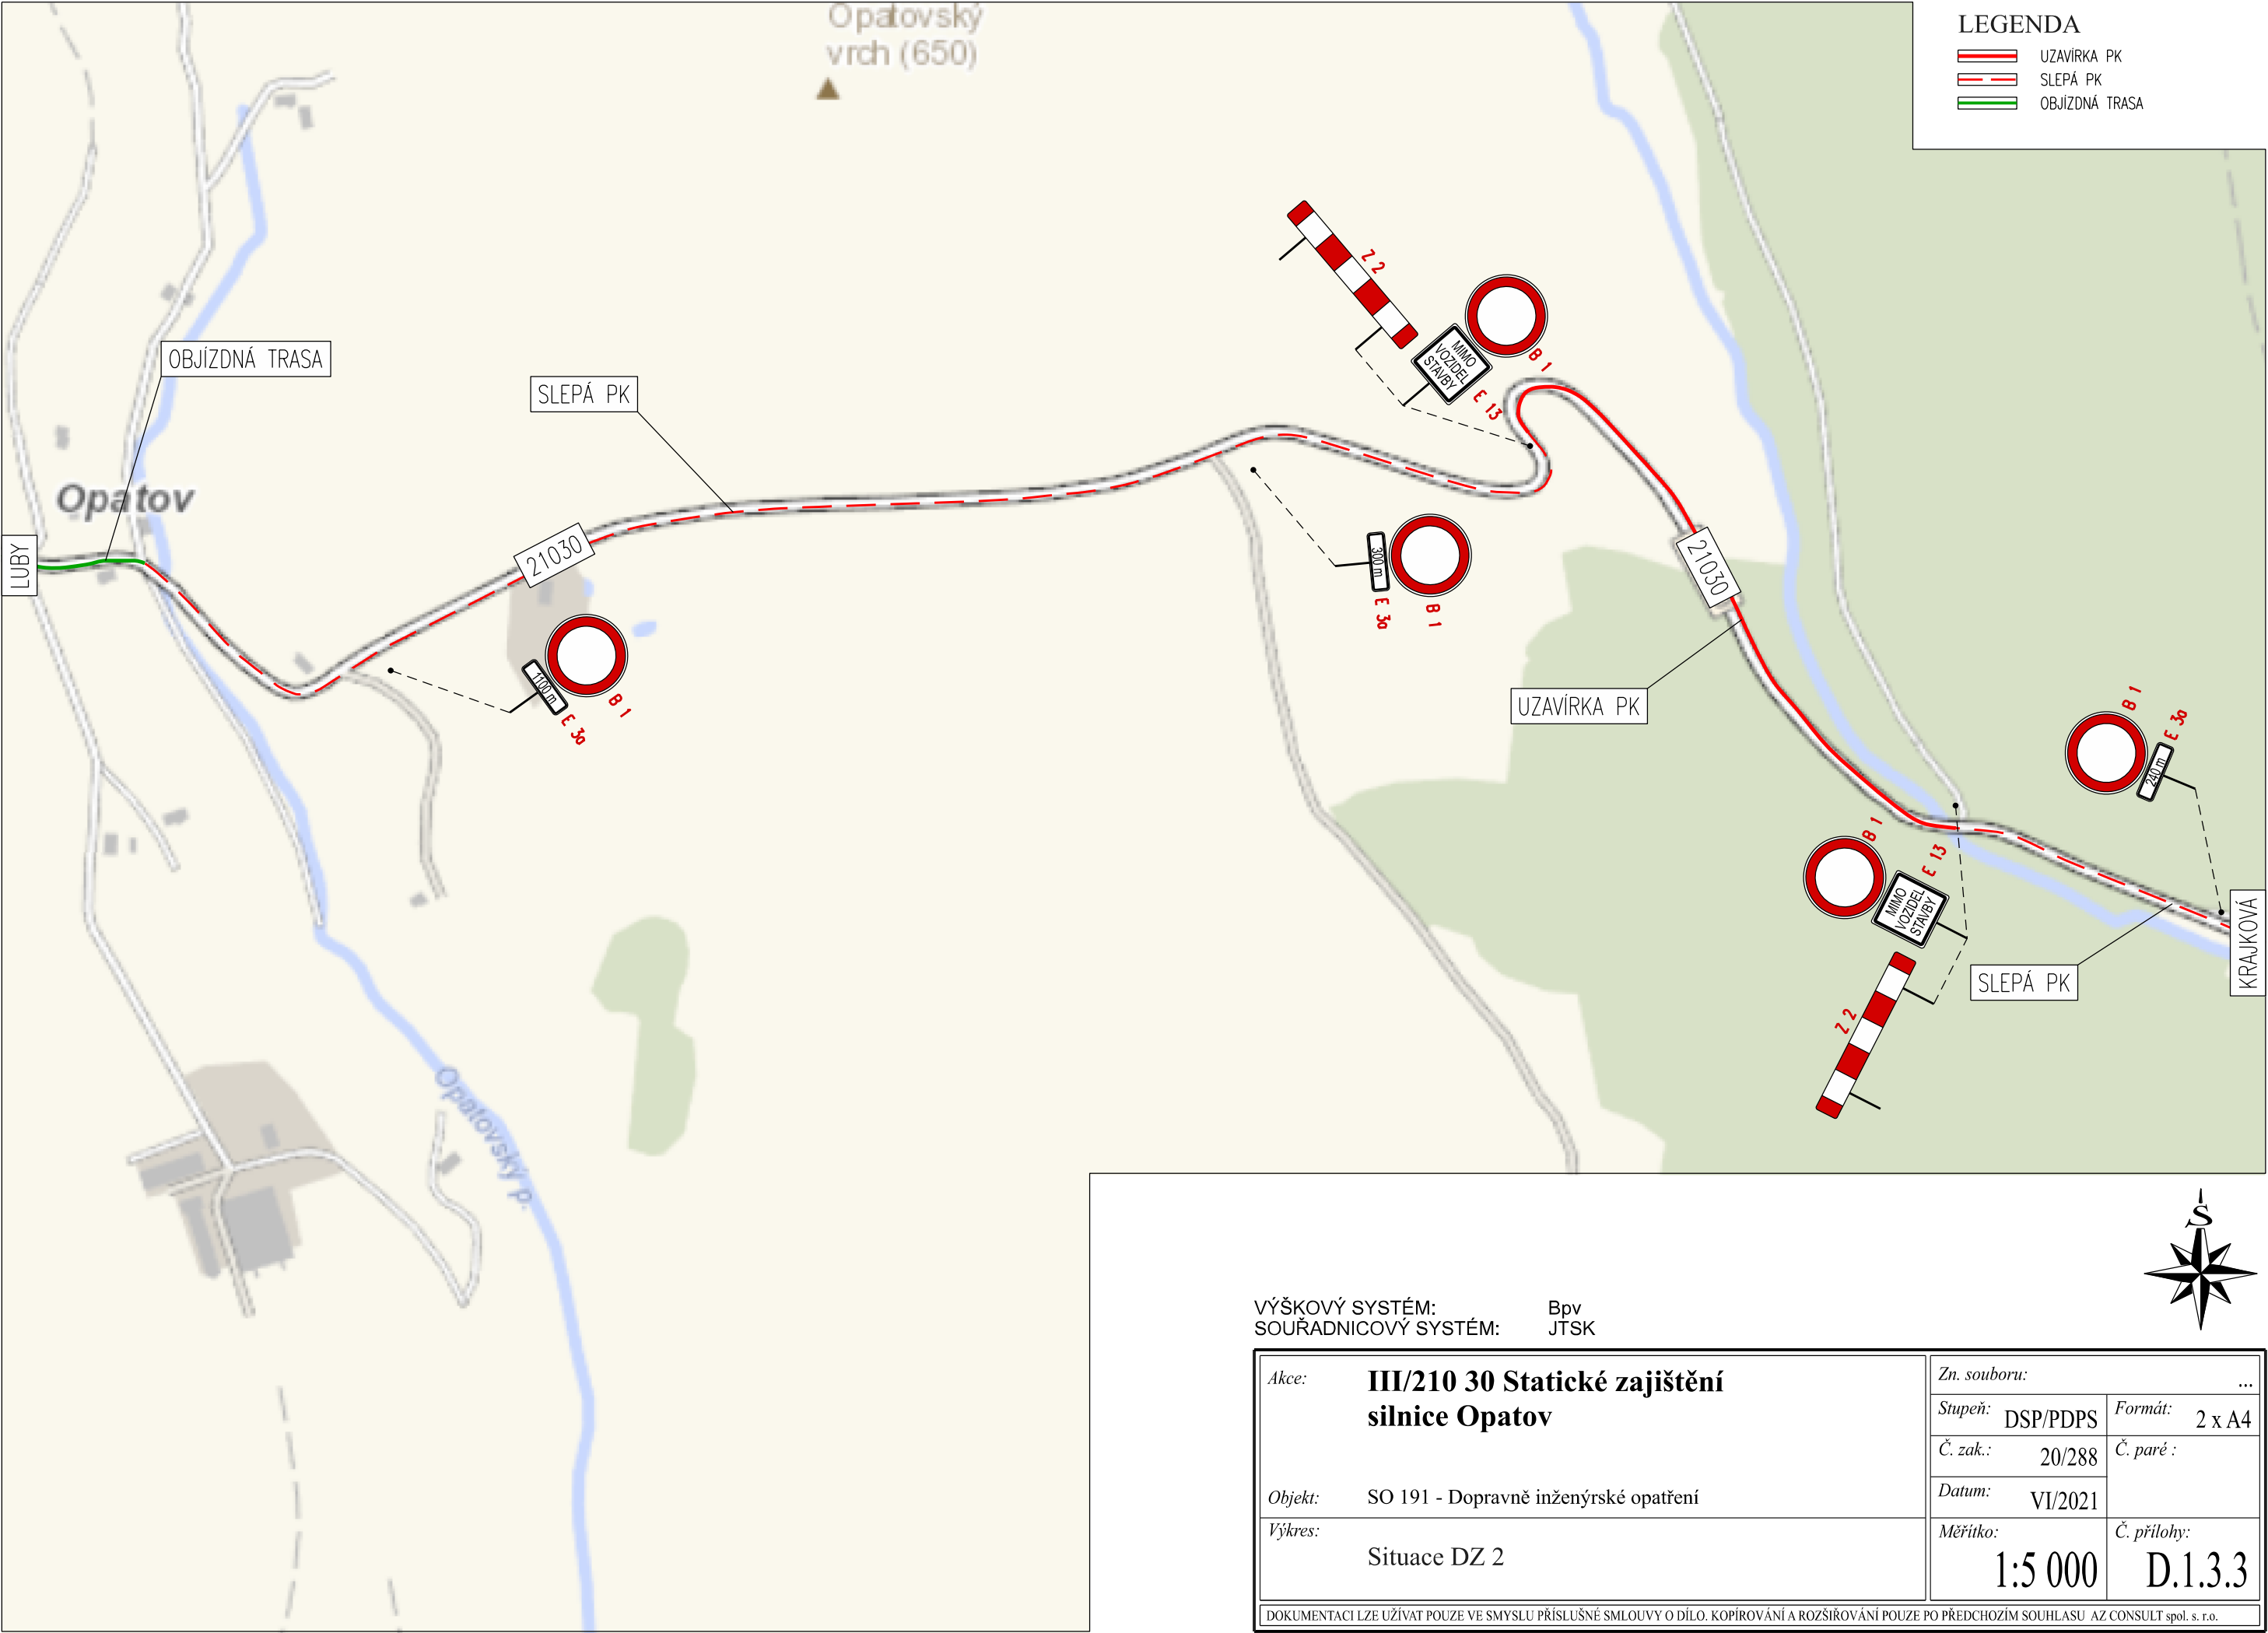 Opatovský
vrch (650)
LEGENDA
UZAVÍRKA PK
SLEPÁ PK
OBJÍZDNÁ TRASA
Z 2
B 1
MIMO
VOZIDEL
STAVBY
E 13
OBJÍZDNÁ TRASA
SLEPÁ PK
Opatov
LUBY
21030
21030
300 m
E 3a
B 1
1100 m
E 3a
B 1
UZAVÍRKA PK
B 1
E 3a
240 m
B 1
E 13
MIMO
VOZIDEL
STAVBY
Z 2
SLEPÁ PK
KRAJKOVÁ
Opatovský p.
S
VÝŠKOVÝ SYSTÉM: Bpv
SOUŘADNICOVÝ SYSTÉM: JTSK
Akce: III/210 30 Statické zajištění
silnice Opatov
Objekt: SO 191 - Dopravně inženýrské opatření
Výkres:
Situace DZ 2
Zn. souboru: ...
Stupeň: DSP/PDPS
Formát: 2 x A4
Č. zak.: 20/288
Č. paré :
Datum: VI/2021
Měřítko:
1:5 000
Č. přílohy:
D.1.3.3
DOKUMENTACI LZE UŽÍVAT POUZE VE SMYSLU PŘÍSLUŠNÉ SMLOUVY O DÍLO. KOPÍROVÁNÍ A ROZŠIŘOVÁNÍ POUZE PO PŘEDCHOZÍM SOUHLASU AZ CONSULT spol. s. r.o.